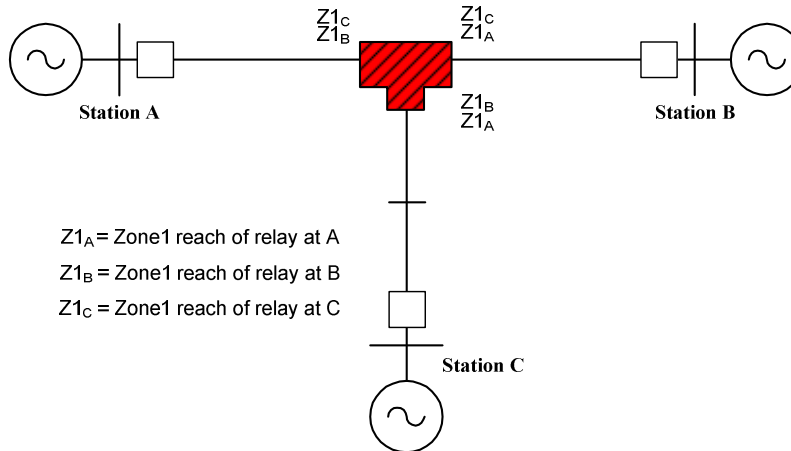 Z1C
Z1B
Z1C
Z1A
Station A
Station B
Z1B
Z1A
Z1A = Zone1 reach of relay at A
Z1B = Zone1 reach of relay at B
Z1C = Zone1 reach of relay at C
Station C